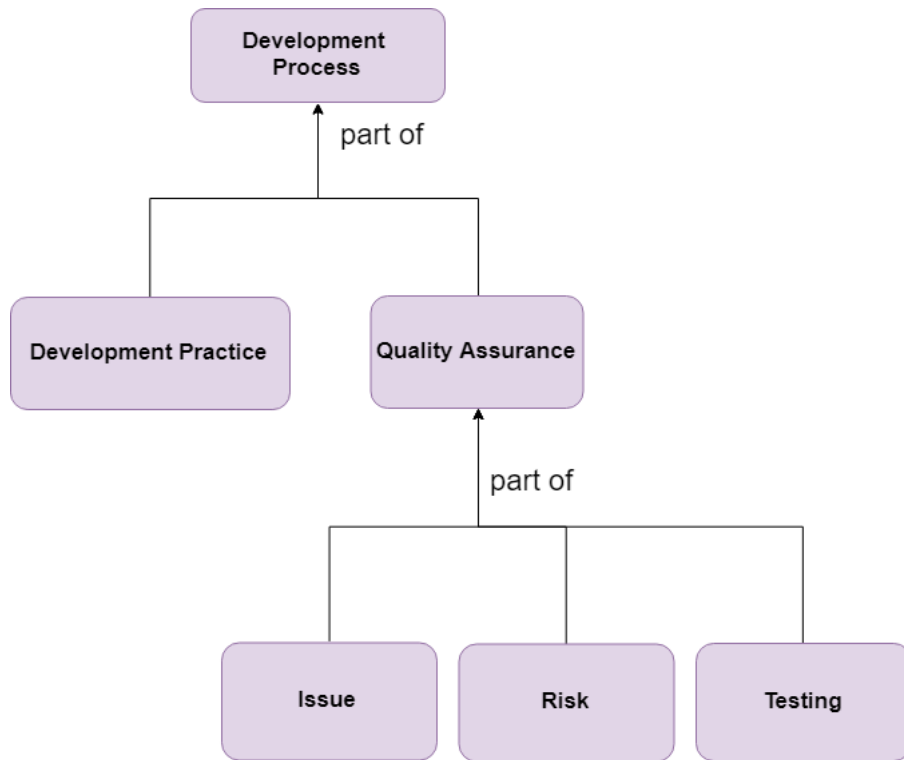 Development
Process
part of
Development Practice
Quality Assurance
part of
Issue
Risk
Testing